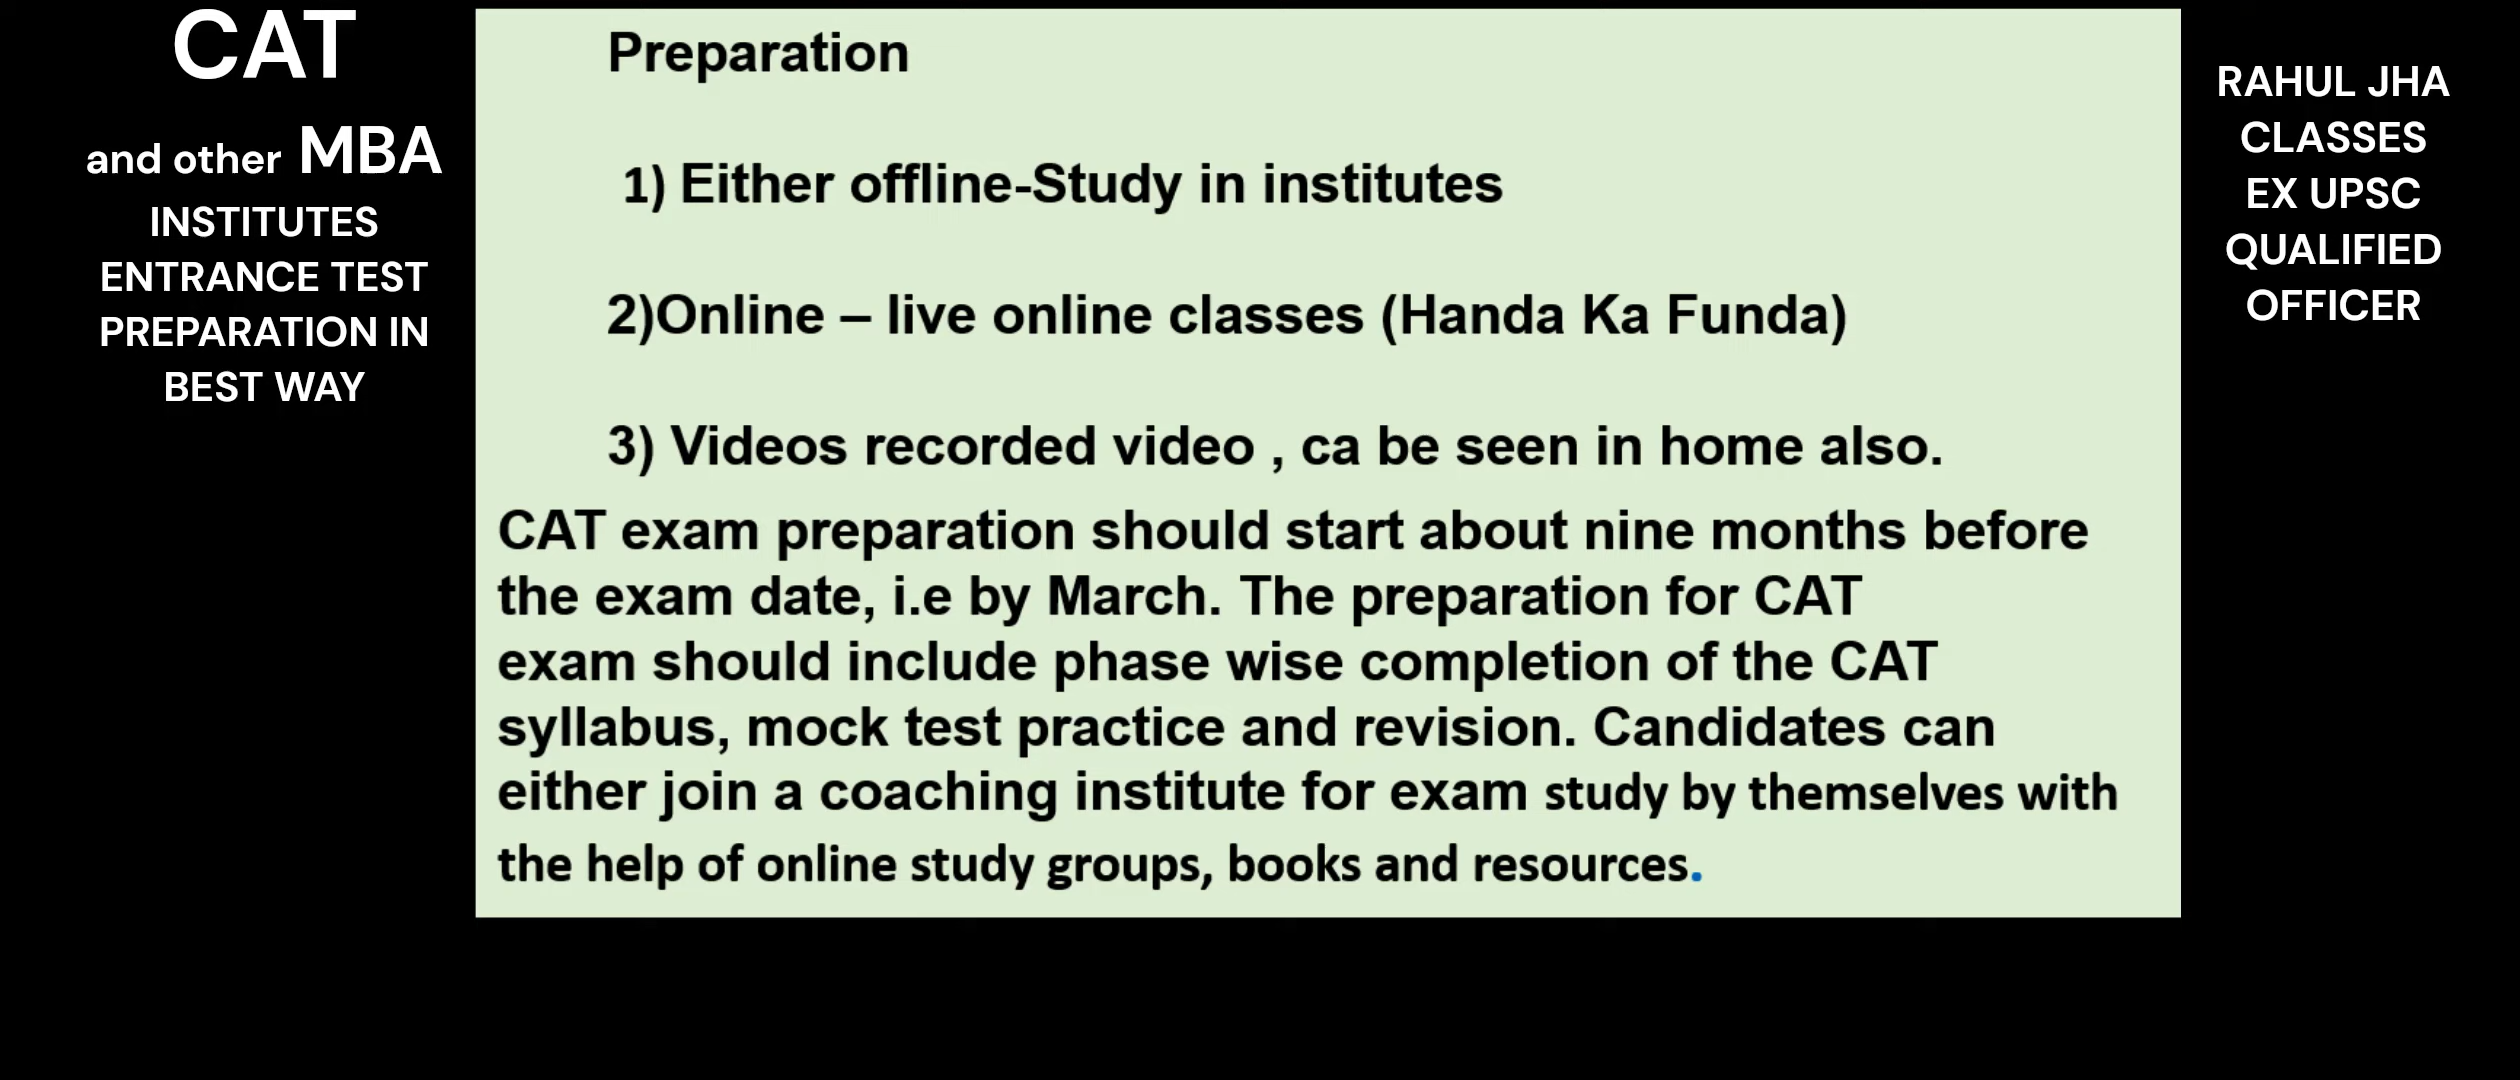 CAT
and other MBA
INSTITUTES
ENTRANCE TEST
PREPARATION IN
BEST WAY
Preparation
1) Either offline-Study in institutes
2)Online – live online classes (Handa Ka Funda)
3) Videos recorded video , ca be seen in home also.
CAT exam preparation should start about nine months before
the exam date, i.e by March. The preparation for CAT
exam should include phase wise completion of the CAT
syllabus, mock test practice and revision. Candidates can
either join a coaching institute for exam study by themselves with
the help of online study groups, books and resources.
RAHUL JHA
CLASSES
EX UPSC
QUALIFIED
OFFICER